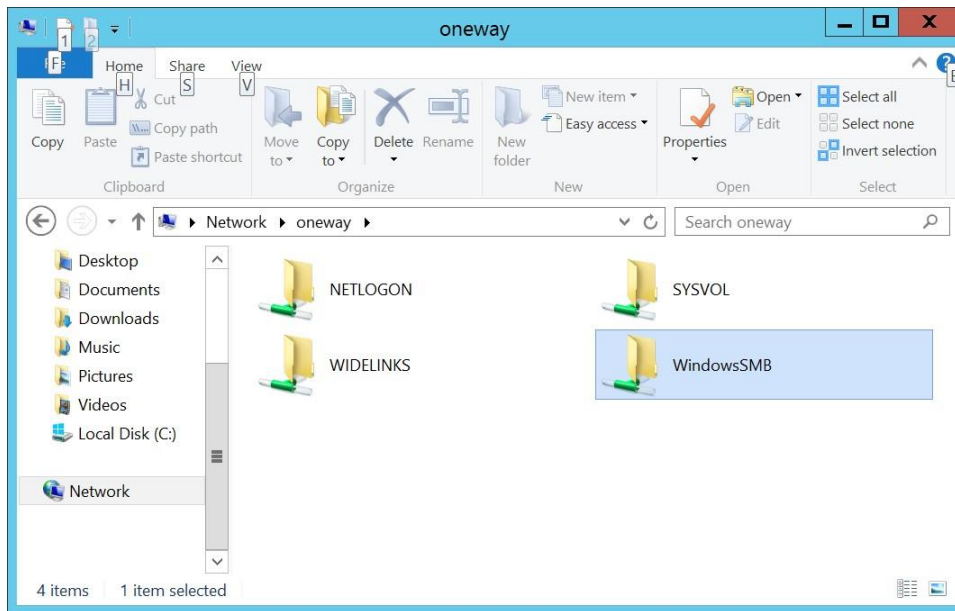 oneway
1
2
F
Home Share View
H S V
E
Copy
Paste
Cut
Copy path
Paste shortcut
Move to
Copy to
Delete
Rename
New folder
New item
Easy access
Properties
Open
Edit
Select all
Select none
Invert selection
Clipboard Organize New Open Select
Network oneway
Search oneway
Desktop
Documents
Downloads
Music
Pictures
Videos
Local Disk (C:)
Network
NETLOGON
SYSVOL
WIDELINKS
WindowsSMB
4 items 1 item selected